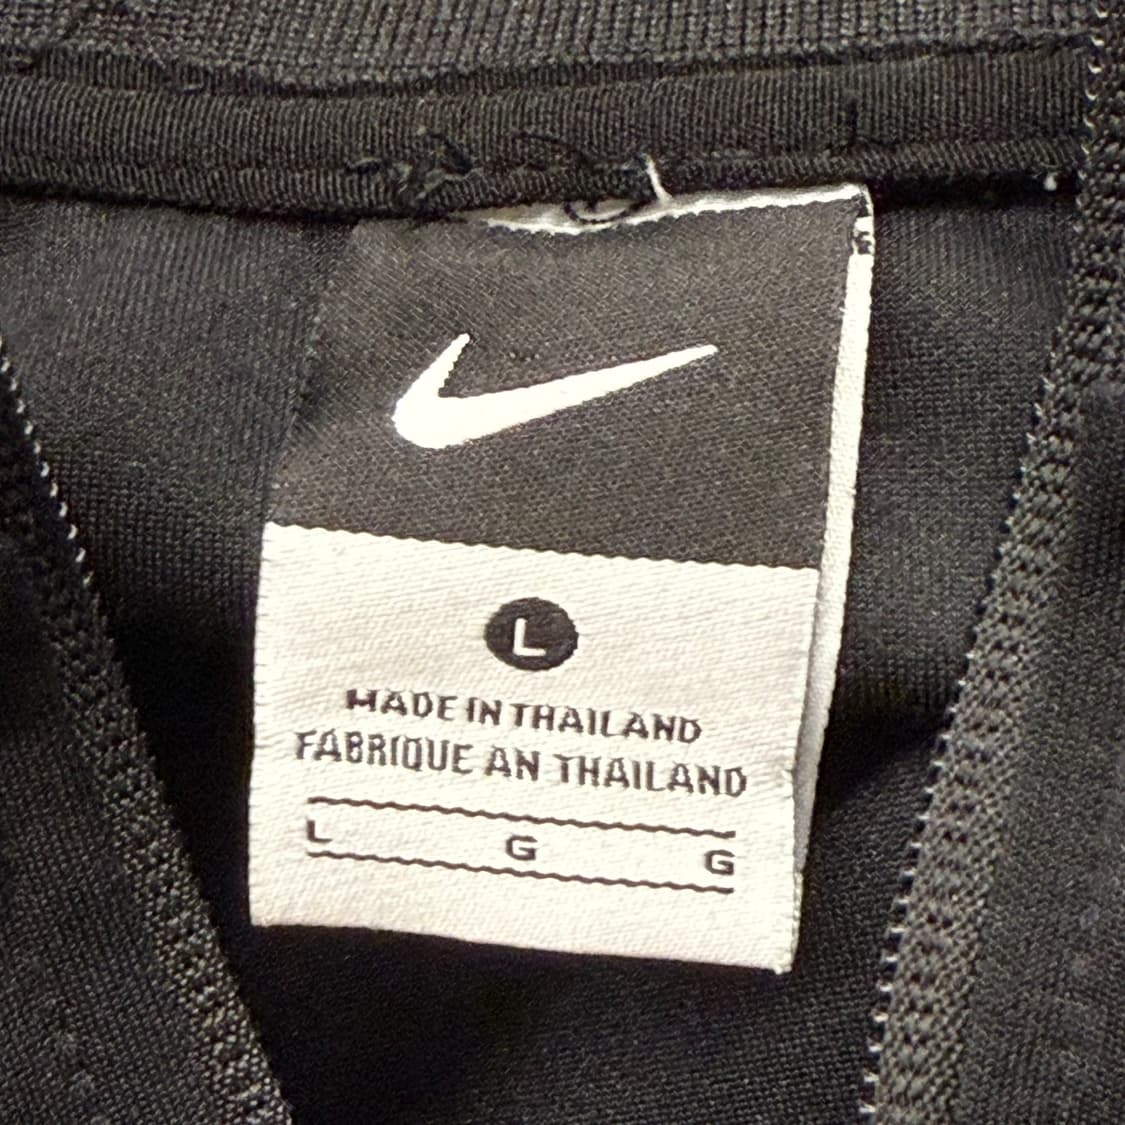 L
MADE IN THAILAND
FABRIQUE AN THAILAND
L G G